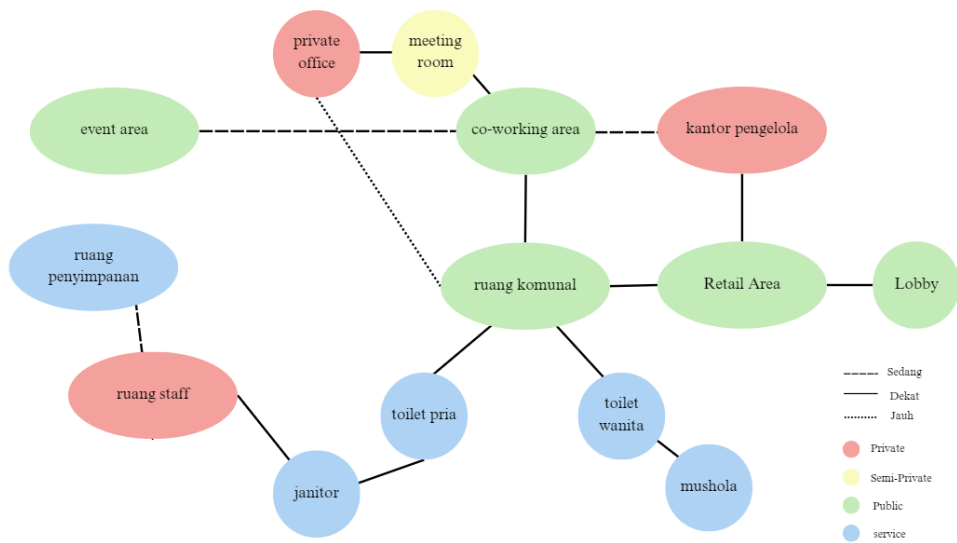 private
office
meeting
room
event area
co-working area
kantor pengelola
ruang
penyimpanan
ruang komunal
Retail Area
Lobby
ruang staff
toilet pria
toilet
wanita
janitor
mushola
Sedang
Dekat
Jauh
Private
Semi-Private
Public
service